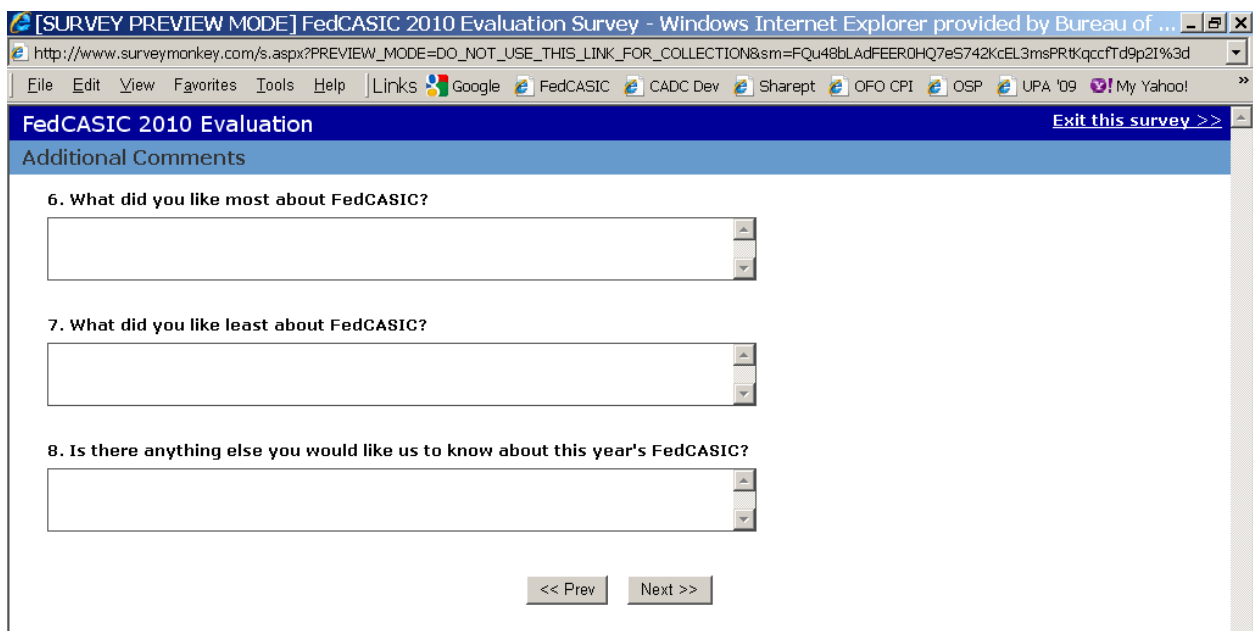 [SURVEY PREVIEW MODE] FedCASIC 2010 Evaluation Survey - Windows Internet Explorer provided by Bureau of ...
http://www.surveymonkey.com/s.aspx?PREVIEW_MODE=DO_NOT_USE_THIS_LINK_FOR_COLLECTION&sm=FQu48bLAdFEER0HQ7eS742KcEL3msPRtKqccfTd9p2I%3d
File Edit View Favorites Tools Help Links Google FedCASIC CADC Dev Sharept OFO CPI OSP UPA '09 My Yahoo! »
FedCASIC 2010 Evaluation Exit this survey >>
Additional Comments
6. What did you like most about FedCASIC?
7. What did you like least about FedCASIC?
8. Is there anything else you would like us to know about this year's FedCASIC?
<< Prev Next >>